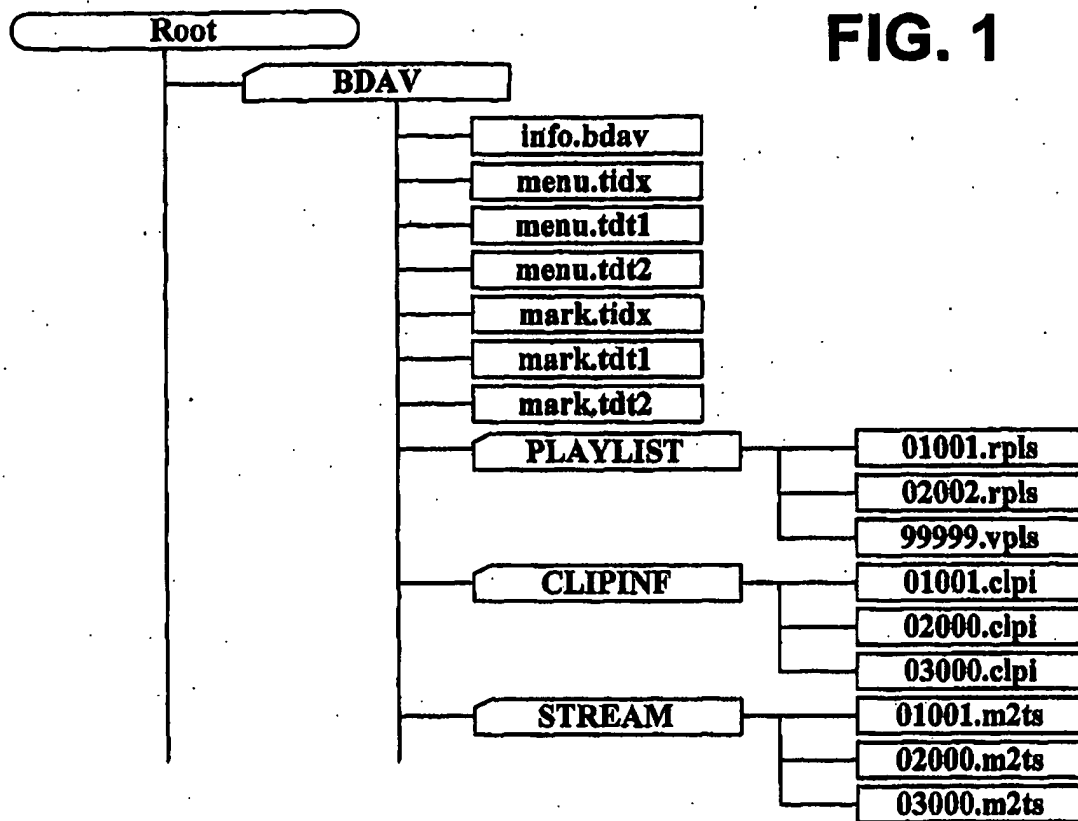 FIG. 1
Root
BDAV
info.bdav
menu.tidx
menu.tdt1
menu.tdt2
mark.tidx
mark.tdt1
mark.tdt2
PLAYLIST
01001.rpls
02002.rpls
99999.vpls
CLIPINF
01001.clpi
02000.clpi
03000.clpi
STREAM
01001.m2ts
02000.m2ts
03000.m2ts